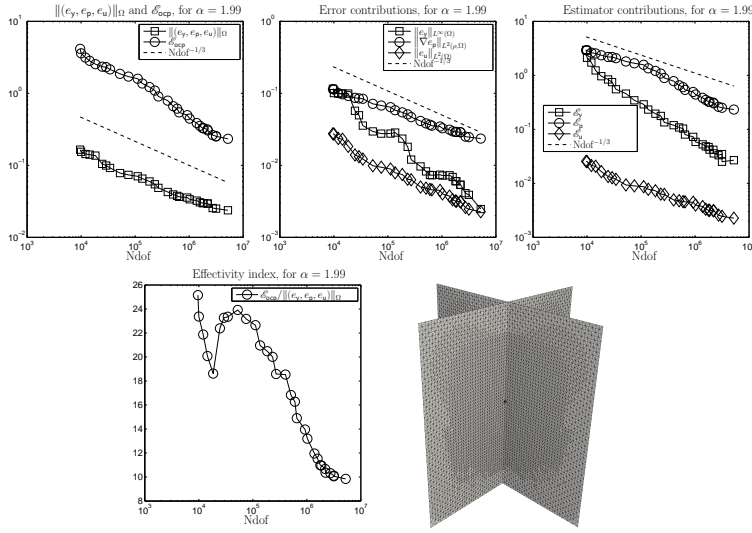 ‖(e_y, e_p, e_u)‖_Ω and ℰ_ocp, for α = 1.99
‖(e_y, e_p, e_u)‖_Ω
ℰ_ocp
Ndof^{-1/3}
10^1
10^0
10^{-1}
10^{-2}
10^3 10^4 10^5 10^6 10^7
Ndof
Error contributions, for α = 1.99
‖e_y‖_{L^∞(Ω)}
‖∇e_p‖_{L^2(ρ,Ω)}
‖e_u‖_{L^2(Ω)}
Ndof^{-1/3}
10^0
10^{-1}
10^{-2}
10^{-3}
10^3 10^4 10^5 10^6 10^7
Ndof
Estimator contributions, for α = 1.99
ℰ_y
ℰ_p
ℰ_u
Ndof^{-1/3}
10^1
10^0
10^{-1}
10^{-2}
10^{-3}
10^3 10^4 10^5 10^6 10^7
Ndof
Effectivity index, for α = 1.99
ℰ_ocp/‖(e_y, e_p, e_u)‖_Ω
26
24
22
20
18
16
14
12
10
8
10^3 10^4 10^5 10^6 10^7
Ndof